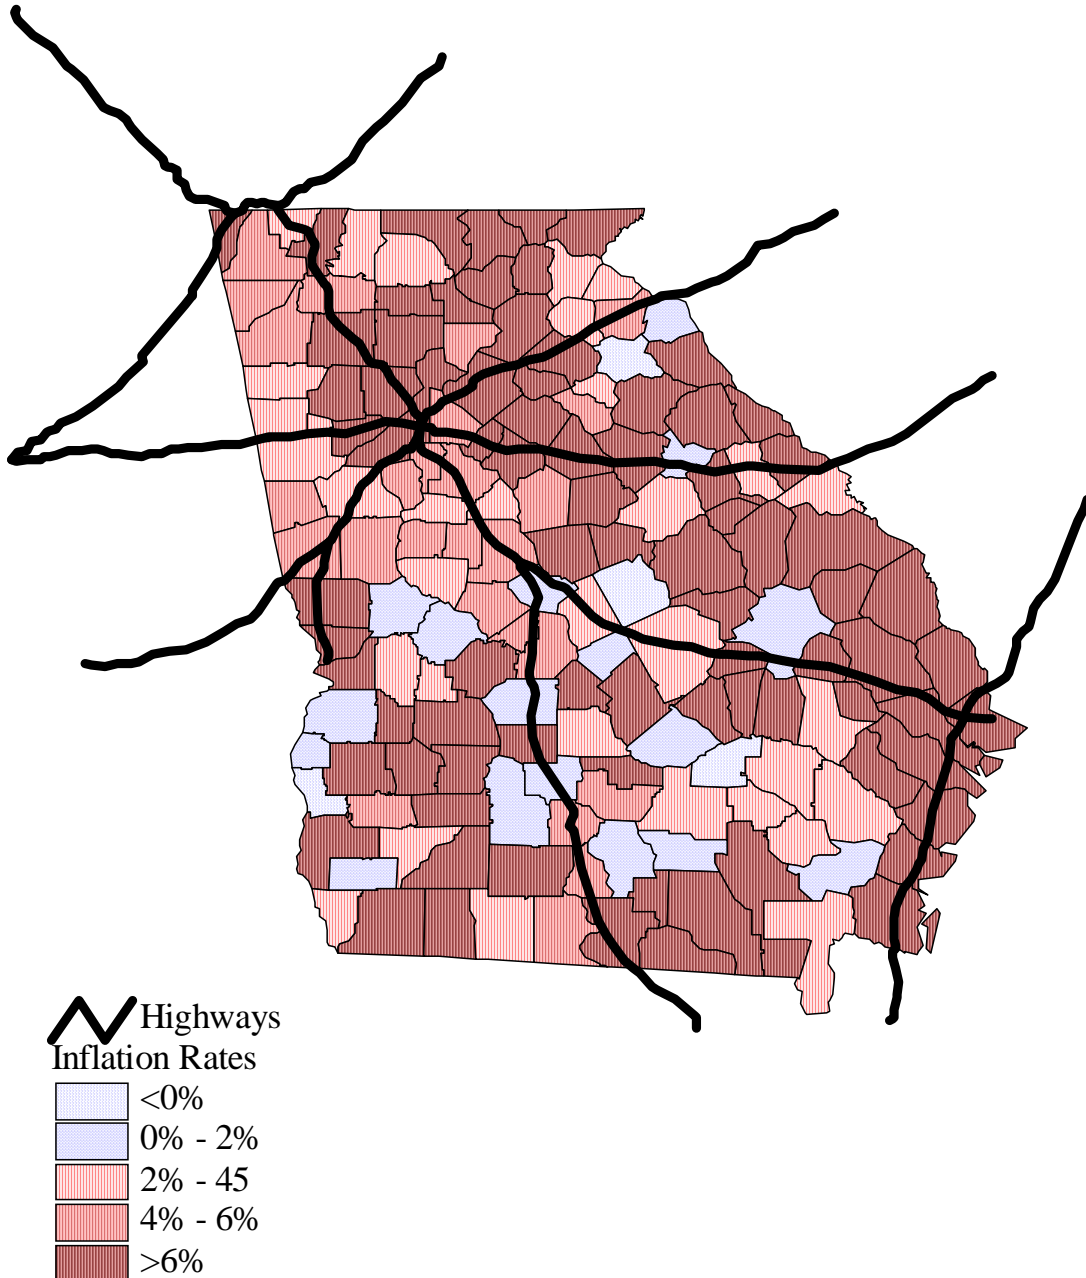 Highways
Inflation Rates
<0%
0% - 2%
2% - 45
4% - 6%
>6%